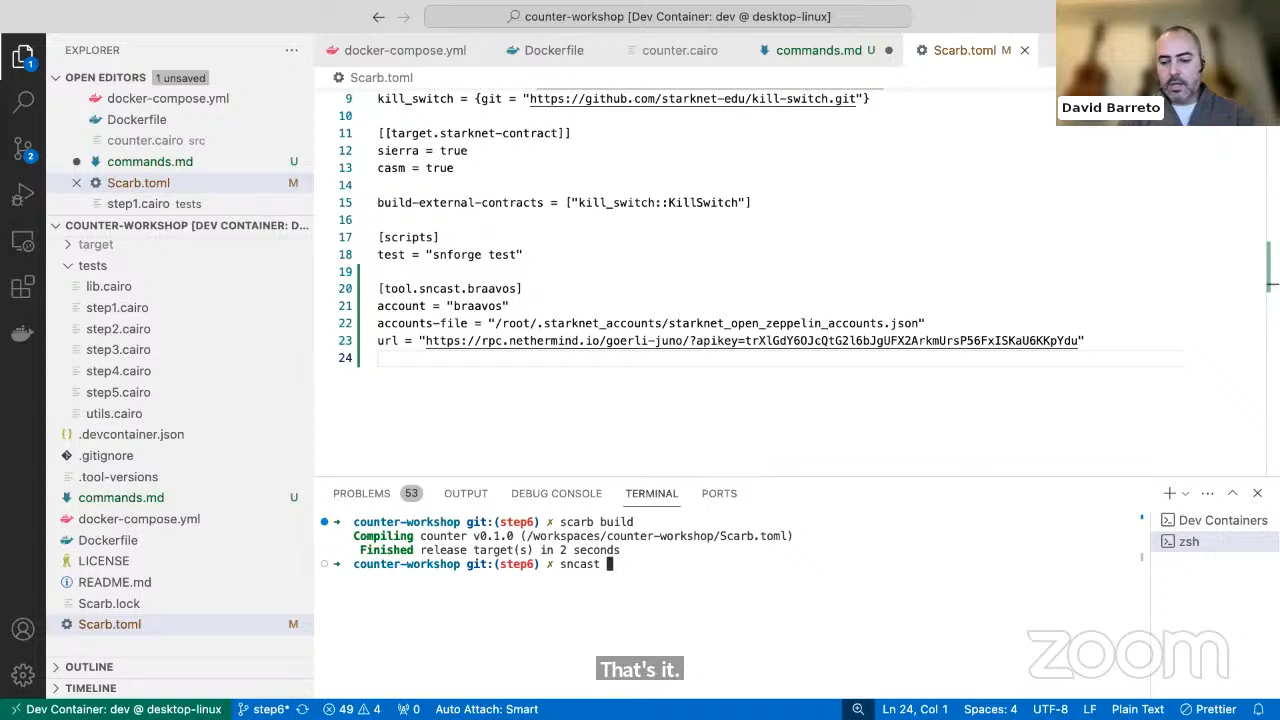 counter-workshop [Dev Container: dev @ desktop-linux]
EXPLORER
docker-compose.yml
Dockerfile
counter.cairo
commands.md U
Scarb.toml M
OPEN EDITORS 1 unsaved
Scarb.toml
docker-compose.yml
Dockerfile
counter.cairo src
commands.md U
Scarb.toml M
step1.cairo tests
COUNTER-WORKSHOP [DEV CONTAINER: D...
target
tests
lib.cairo
step1.cairo
step2.cairo
step3.cairo
step4.cairo
step5.cairo
utils.cairo
.devcontainer.json
.gitignore
.tool-versions
commands.md U
docker-compose.yml
Dockerfile
LICENSE
README.md
Scarb.lock
Scarb.toml M
OUTLINE
TIMELINE
9 kill_switch = {git = "https://github.com/starknet-edu/kill-switch.git"}
10
11 [[target.starknet-contract]]
12 sierra = true
13 casm = true
14
15 build-external-contracts = ["kill_switch::KillSwitch"]
16
17 [scripts]
18 test = "snforge test"
19
20 [tool.sncast.braavos]
21 account = "braavos"
22 accounts-file = "/root/.starknet_accounts/starknet_open_zeppelin_accounts.json"
23 url = "https://rpc.nethermind.io/goerli-juno/?apikey=trXlGdY6OJcQtG2l6bJgUFX2ArkmUrsP56FxISKaU6KKpYdu"
24
David Barreto
PROBLEMS 53 OUTPUT DEBUG CONSOLE TERMINAL PORTS
➜ counter-workshop git:(step6) ✗ scarb build
Compiling counter v0.1.0 (/workspaces/counter-workshop/Scarb.toml)
Finished release target(s) in 2 seconds
➜ counter-workshop git:(step6) ✗ sncast
Dev Containers
zsh
zoom
That's it.
1
2
Dev Container: dev @ desktop-linux step6* 49 4 0 Auto Attach: Smart Ln 24, Col 1 Spaces: 4 UTF-8 LF Plain Text Prettier